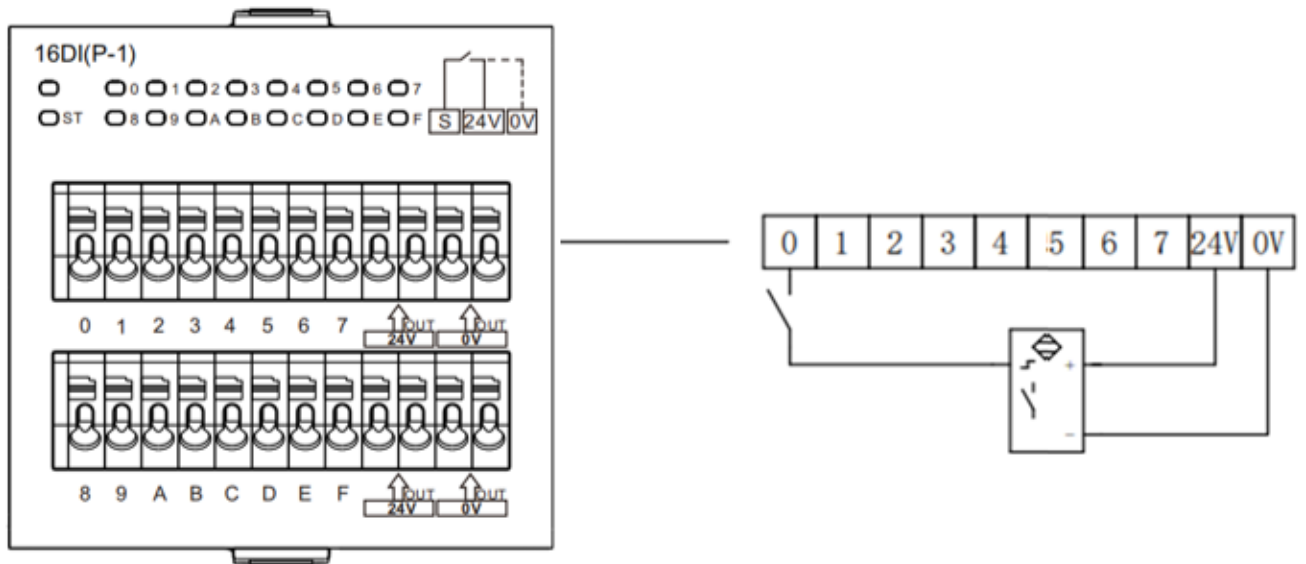 16DI(P-1)
0 1 2 3 4 5 6 7
ST 8 9 A B C D E F S 24V 0V
0 1 2 3 4 5 6 7 OUT 24V OUT 0V
8 9 A B C D E F OUT 24V OUT 0V
0 1 2 3 4 5 6 7 24V 0V
+
−